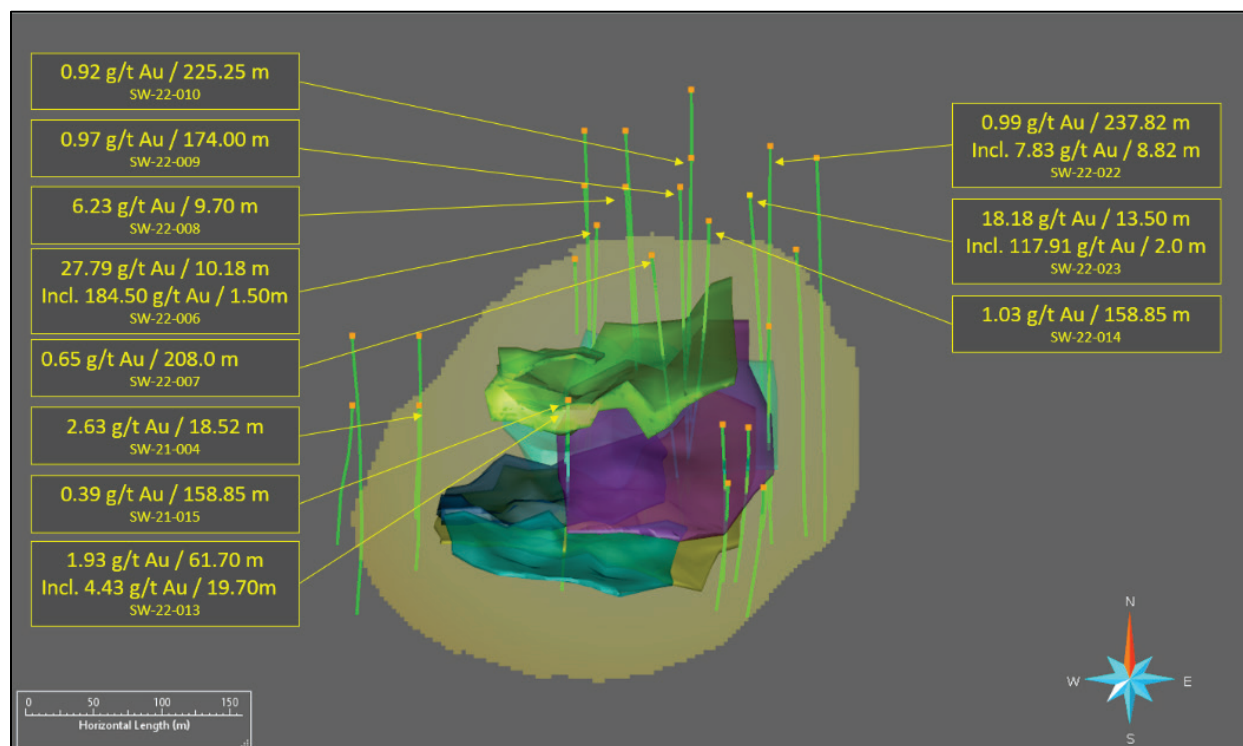 0.92 g/t Au / 225.25 m
SW-22-010
0.97 g/t Au / 174.00 m
SW-22-009
6.23 g/t Au / 9.70 m
SW-22-008
27.79 g/t Au / 10.18 m
Incl. 184.50 g/t Au / 1.50m
SW-22-006
0.65 g/t Au / 208.0 m
SW-22-007
2.63 g/t Au / 18.52 m
SW-21-004
0.39 g/t Au / 158.85 m
SW-21-015
1.93 g/t Au / 61.70 m
Incl. 4.43 g/t Au / 19.70m
SW-22-013
0.99 g/t Au / 237.82 m
Incl. 7.83 g/t Au / 8.82 m
SW-22-022
18.18 g/t Au / 13.50 m
Incl. 117.91 g/t Au / 2.0 m
SW-22-023
1.03 g/t Au / 158.85 m
SW-22-014
N
W E
S
0 50 100 150
Horizontal Length (m)